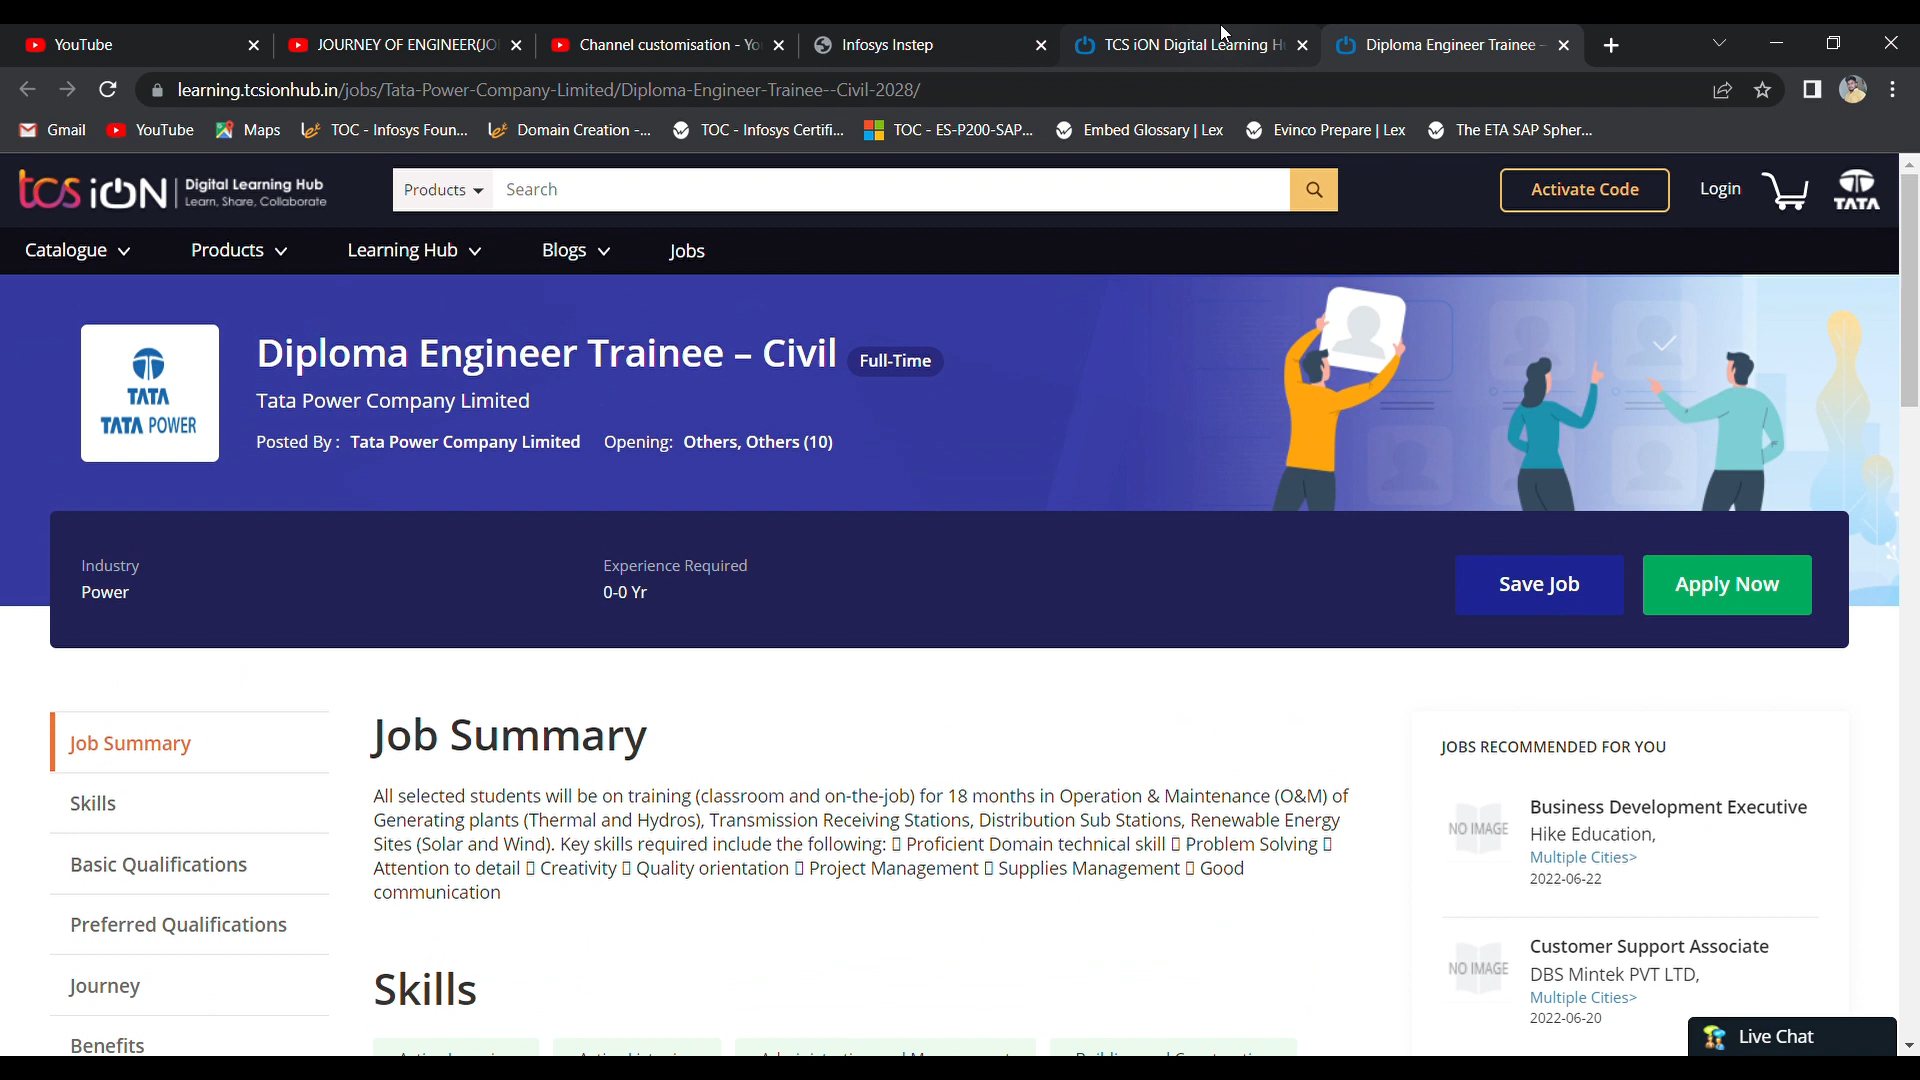 YouTube
JOURNEY OF ENGINEER(JO
Channel customisation - Yo
Infosys Instep
TCS iON Digital Learning H
Diploma Engineer Trainee -
learning.tcsionhub.in/jobs/Tata-Power-Company-Limited/Diploma-Engineer-Trainee--Civil-2028/
Gmail
YouTube
Maps
TOC - Infosys Foun...
Domain Creation -...
TOC - Infosys Certifi...
TOC - ES-P200-SAP...
Embed Glossary | Lex
Evinco Prepare | Lex
The ETA SAP Spher...
tcs iON
Digital Learning Hub
Learn, Share, Collaborate
Products
Search
Activate Code
Login
TATA
Catalogue
Products
Learning Hub
Blogs
Jobs
TATA
TATA POWER
Diploma Engineer Trainee – Civil
Full-Time
Tata Power Company Limited
Posted By : Tata Power Company Limited
Opening: Others, Others (10)
Industry
Power
Experience Required
0-0 Yr
Save Job
Apply Now
Job Summary
Skills
Basic Qualifications
Preferred Qualifications
Journey
Benefits
Job Summary
All selected students will be on training (classroom and on-the-job) for 18 months in Operation & Maintenance (O&M) of
Generating plants (Thermal and Hydros), Transmission Receiving Stations, Distribution Sub Stations, Renewable Energy
Sites (Solar and Wind). Key skills required include the following: ▯ Proficient Domain technical skill ▯ Problem Solving ▯
Attention to detail ▯ Creativity ▯ Quality orientation ▯ Project Management ▯ Supplies Management ▯ Good
communication
Skills
JOBS RECOMMENDED FOR YOU
NO IMAGE
Business Development Executive
Hike Education,
Multiple Cities>
2022-06-22
NO IMAGE
Customer Support Associate
DBS Mintek PVT LTD,
Multiple Cities>
2022-06-20
Live Chat